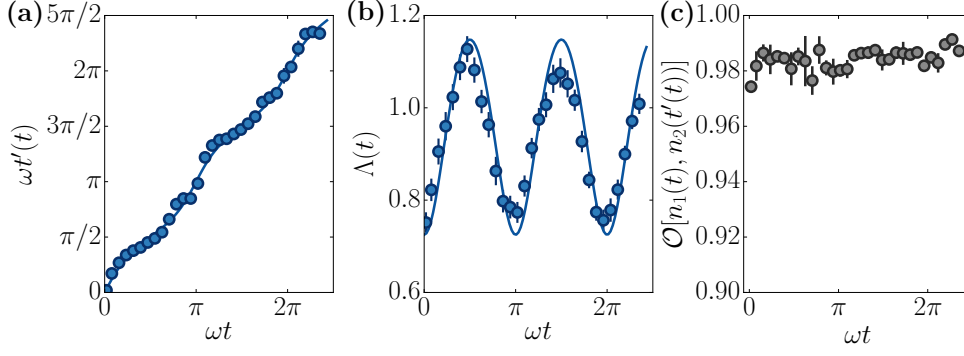 (a)
5π/2
2π
3π/2
π
π/2
0
ωt′(t)
0
π
2π
ωt
(b)
1.2
1.0
0.8
0.6
Λ(t)
0
π
2π
ωt
(c)
1.00
0.98
0.96
0.94
0.92
0.90
𝒪[n₁(t), n₂(t′(t))]
0
π
2π
ωt